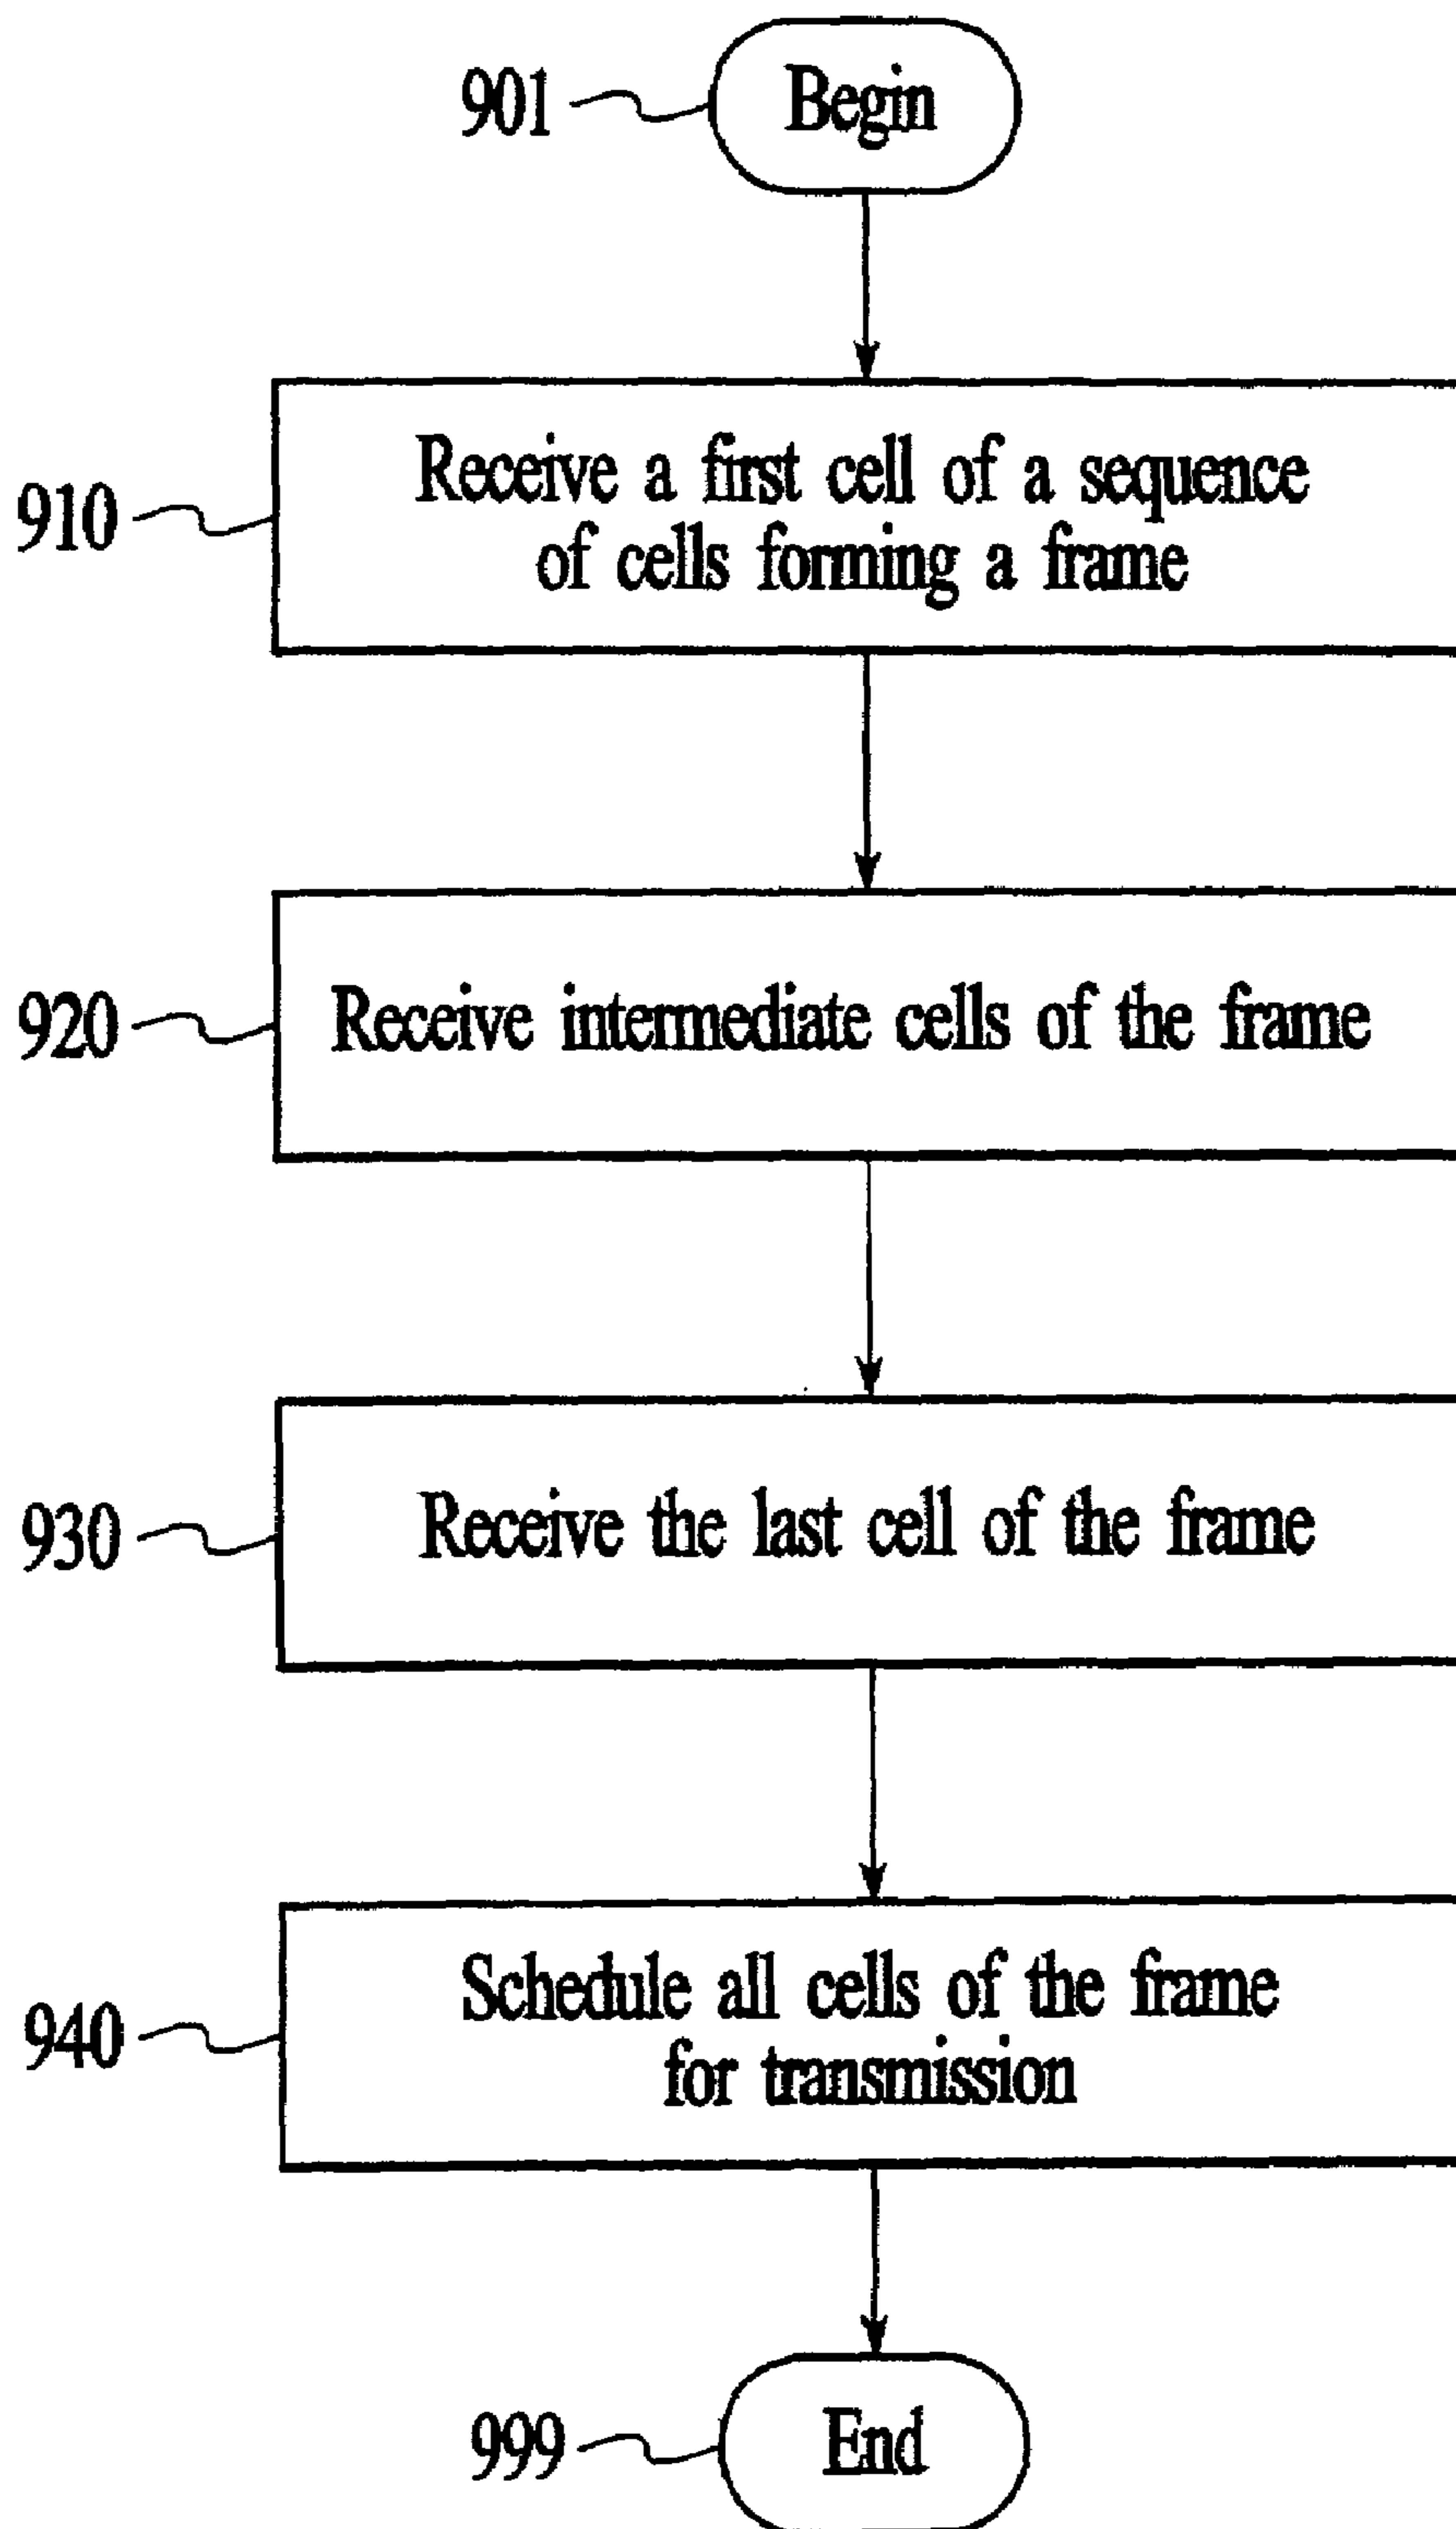 901
Begin
910
Receive a first cell of a sequence
of cells forming a frame
920
Receive intermediate cells of the frame
930
Receive the last cell of the frame
940
Schedule all cells of the frame
for transmission
999
End